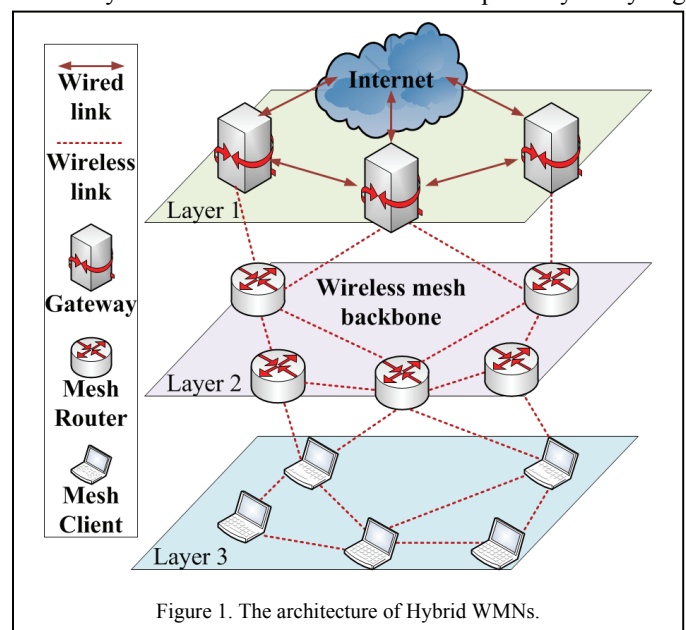 Wired
link
Wireless
link
Gateway
Mesh
Router
Mesh
Client
Internet
Layer 1
Wireless mesh
backbone
Layer 2
Layer 3
Figure 1. The architecture of Hybrid WMNs.